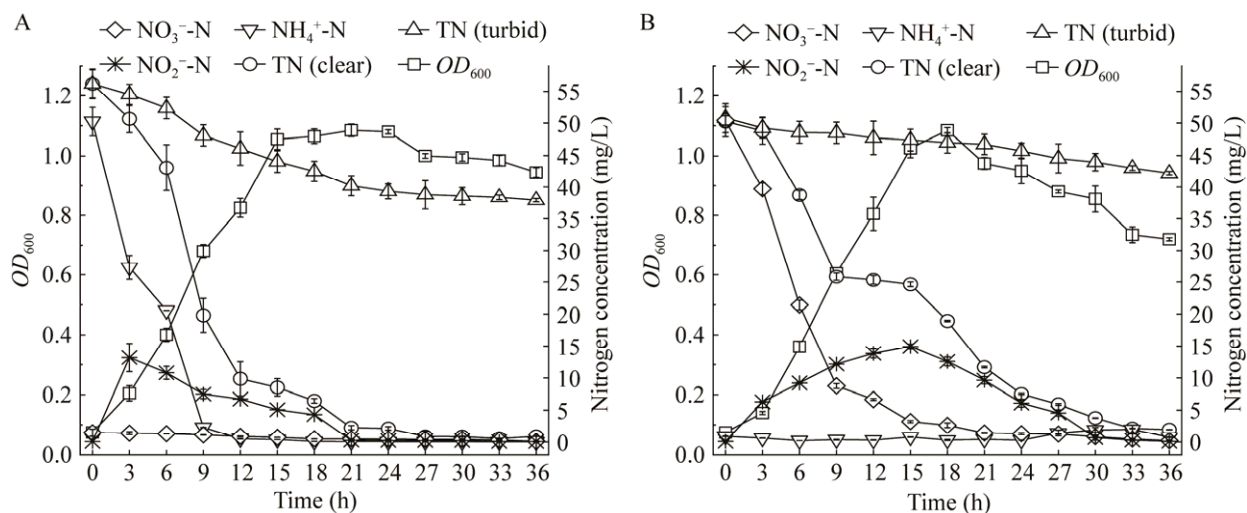 A
NO₃⁻-N NH₄⁺-N TN (turbid)
NO₂⁻-N TN (clear) OD₆₀₀
OD₆₀₀
1.2
1.0
0.8
0.6
0.4
0.2
0.0
55
50
45
40
35
30
25
20
15
10
5
0
Nitrogen concentration (mg/L)
0 3 6 9 12 15 18 21 24 27 30 33 36
Time (h)
B
NO₃⁻-N NH₄⁺-N TN (turbid)
NO₂⁻-N TN (clear) OD₆₀₀
OD₆₀₀
1.2
1.0
0.8
0.6
0.4
0.2
0.0
55
50
45
40
35
30
25
20
15
10
5
0
Nitrogen concentration (mg/L)
0 3 6 9 12 15 18 21 24 27 30 33 36
Time (h)